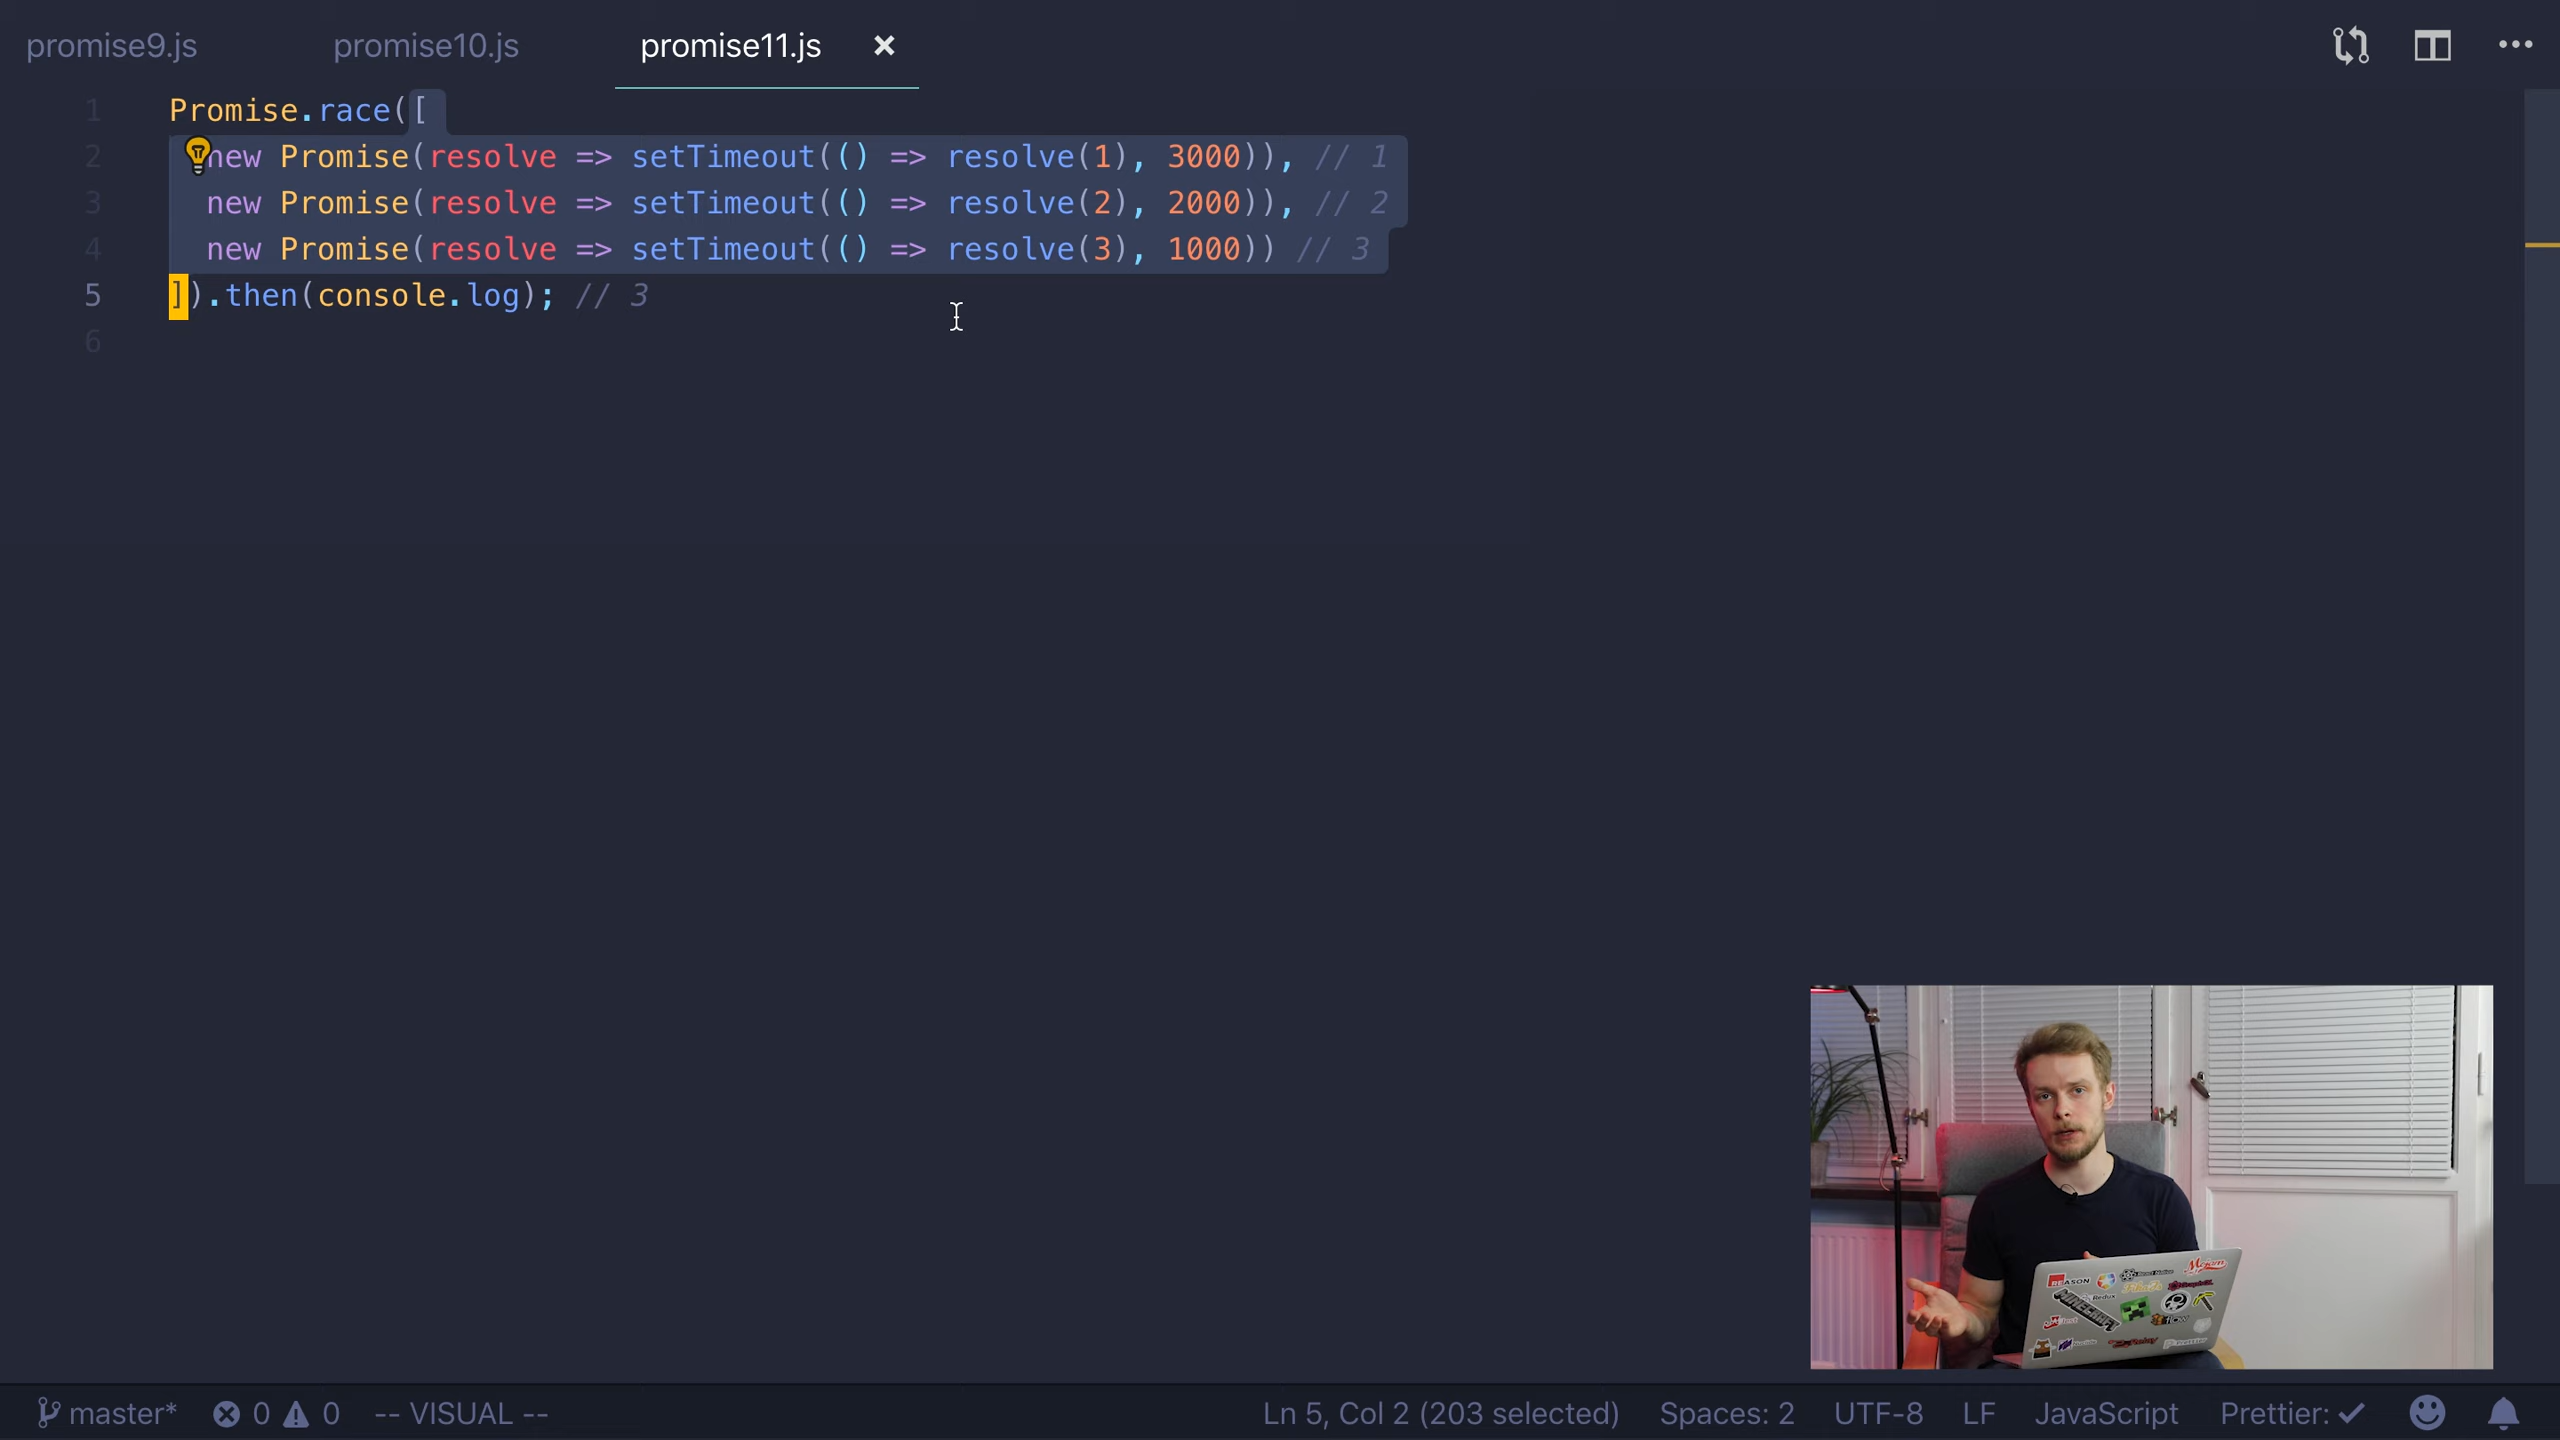 promise9.js promise10.js promise11.js
1 Promise.race([
2 new Promise(resolve => setTimeout(() => resolve(1), 3000)), // 1
3 new Promise(resolve => setTimeout(() => resolve(2), 2000)), // 2
4 new Promise(resolve => setTimeout(() => resolve(3), 1000)) // 3
5 ]).then(console.log); // 3
6
REASON
MINECRAFT
Redux
master* 0 0 -- VISUAL -- Ln 5, Col 2 (203 selected) Spaces: 2 UTF-8 LF JavaScript Prettier: ✓